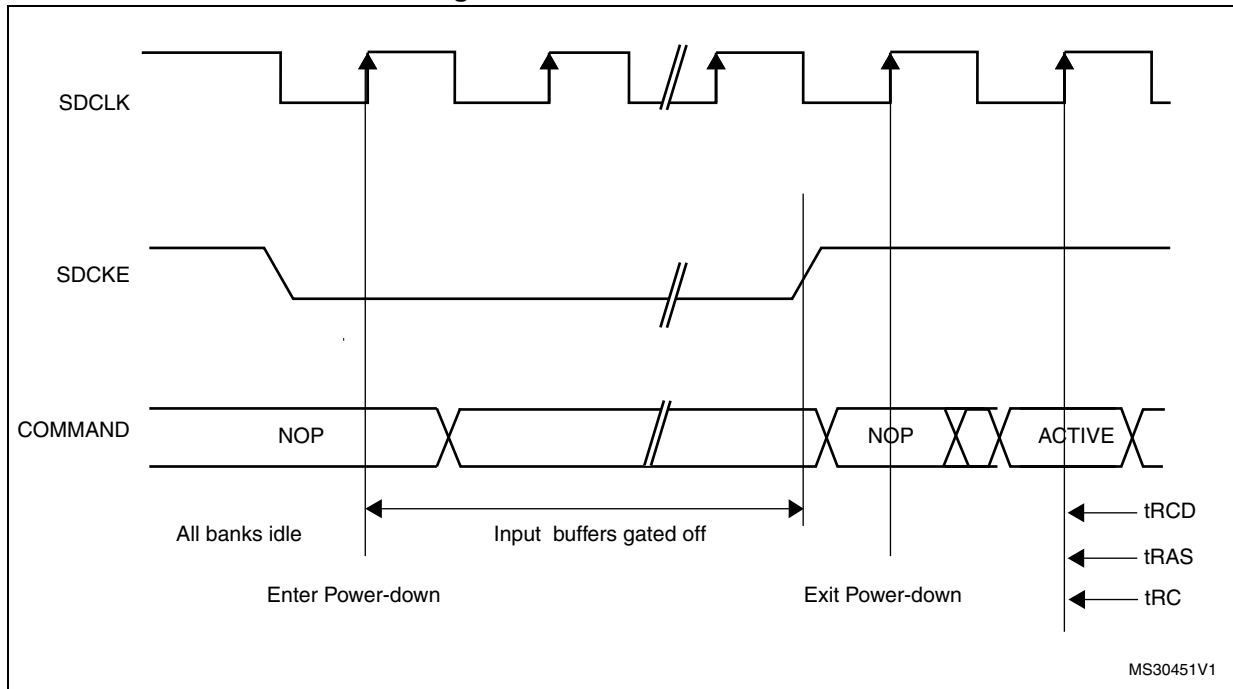 SDCLK
SDCKE
COMMAND
NOP
NOP
ACTIVE
All banks idle
Input buffers gated off
tRCD
tRAS
Enter Power-down
Exit Power-down
tRC
MS30451V1